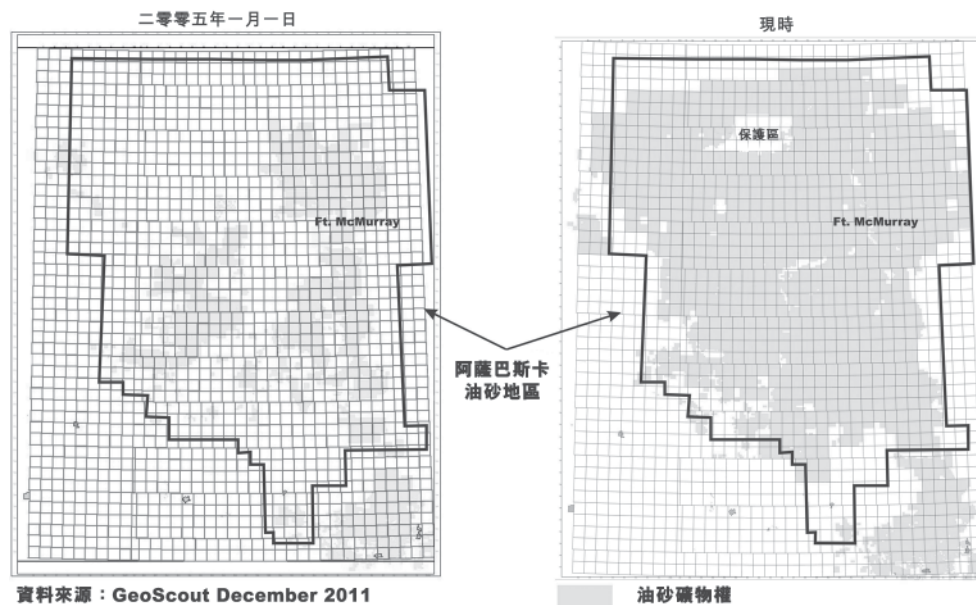 二零零五年一月一日
現時
保護區
Ft. McMurray
Ft. McMurray
阿薩巴斯卡
油砂地區
資料來源：GeoScout December 2011
油砂礦物權